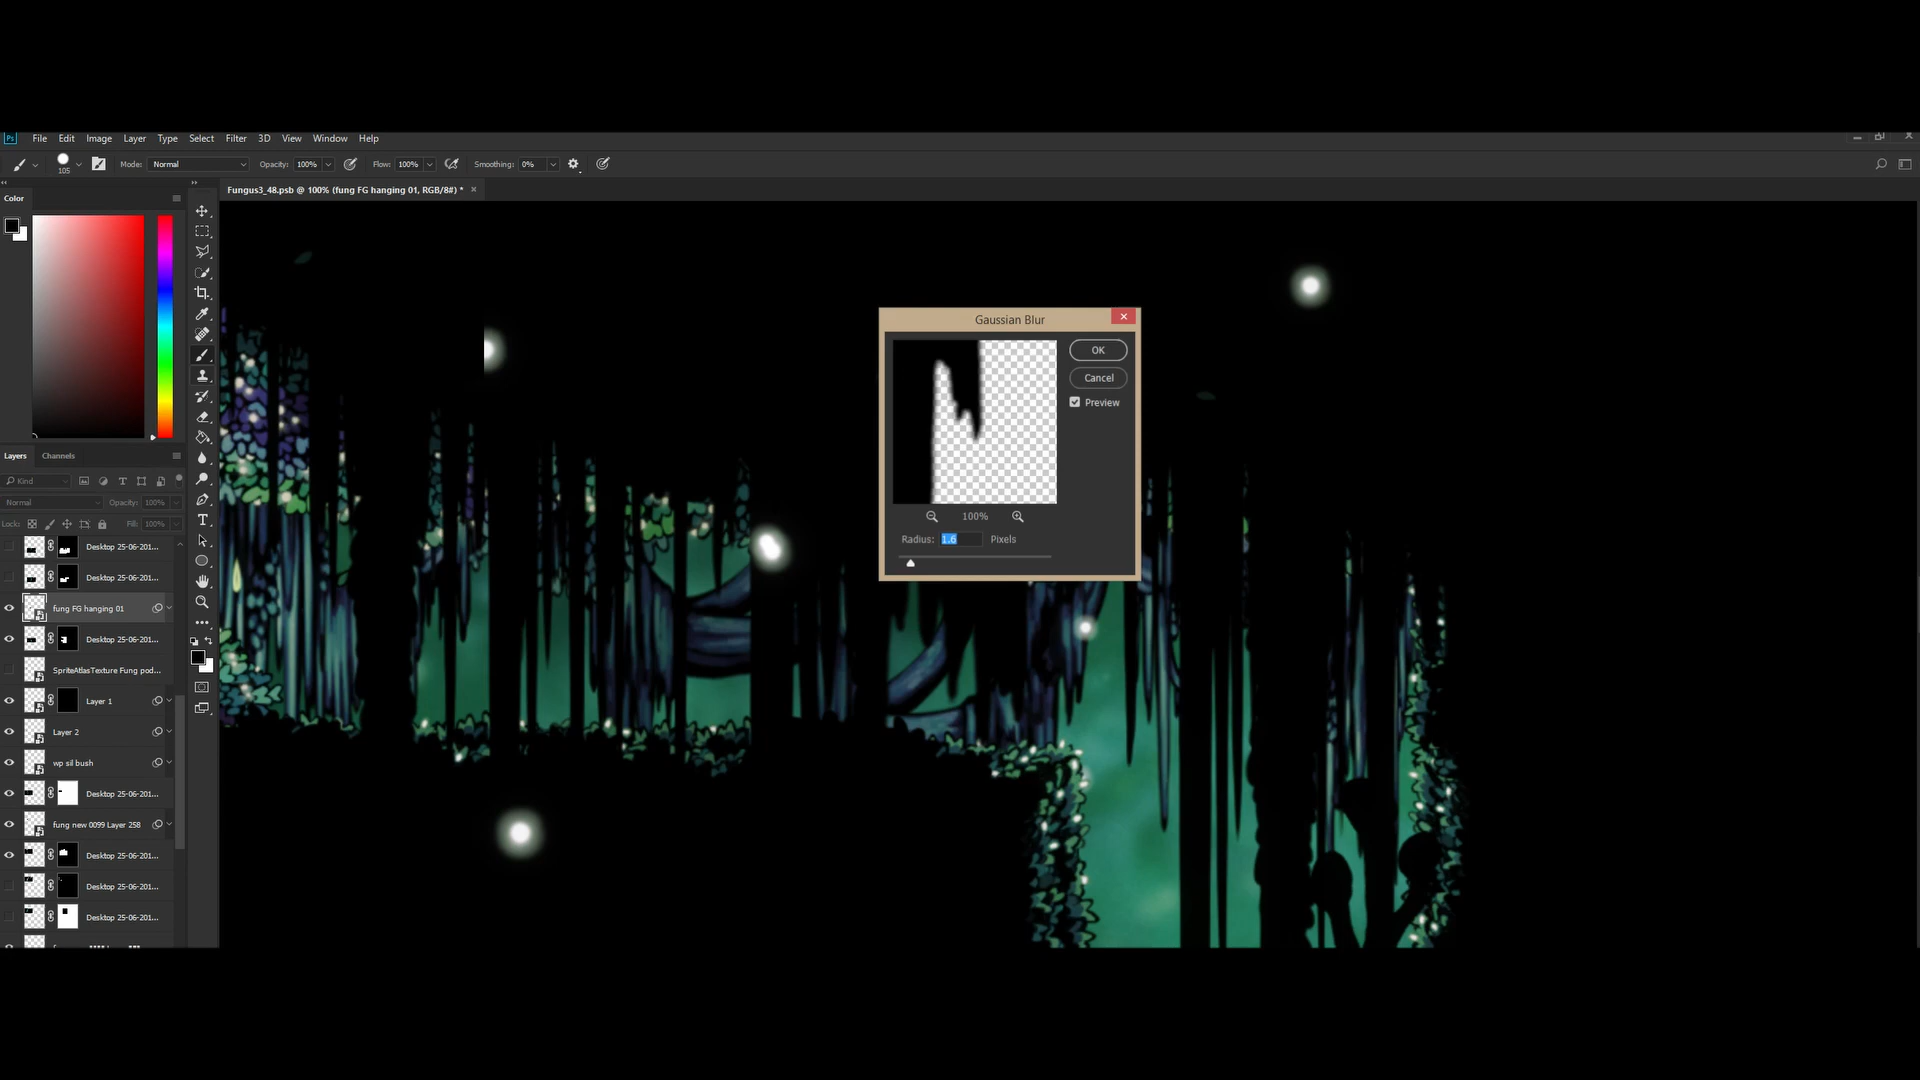 Ps File Edit Image Layer Type Select Filter 3D View Window Help
105 Mode: Normal Opacity: 100% Flow: 100% Smoothing: 0%
Color
Fungus3_48.psb @ 100% (fung FG hanging 01, RGB/8#) *
Gaussian Blur
OK
Cancel
Preview
100%
Radius: 1.6 Pixels
Layers Channels
Kind
Normal Opacity: 100%
Lock: Fill: 100%
Desktop 25-06-201...
Desktop 25-06-201...
fung FG hanging 01
Desktop 25-06-201...
SpriteAtlasTexture Fung pod...
Layer 1
Layer 2
wp sil bush
Desktop 25-06-201...
fung new 0099 Layer 258
Desktop 25-06-201...
Desktop 25-06-201...
Desktop 25-06-201...